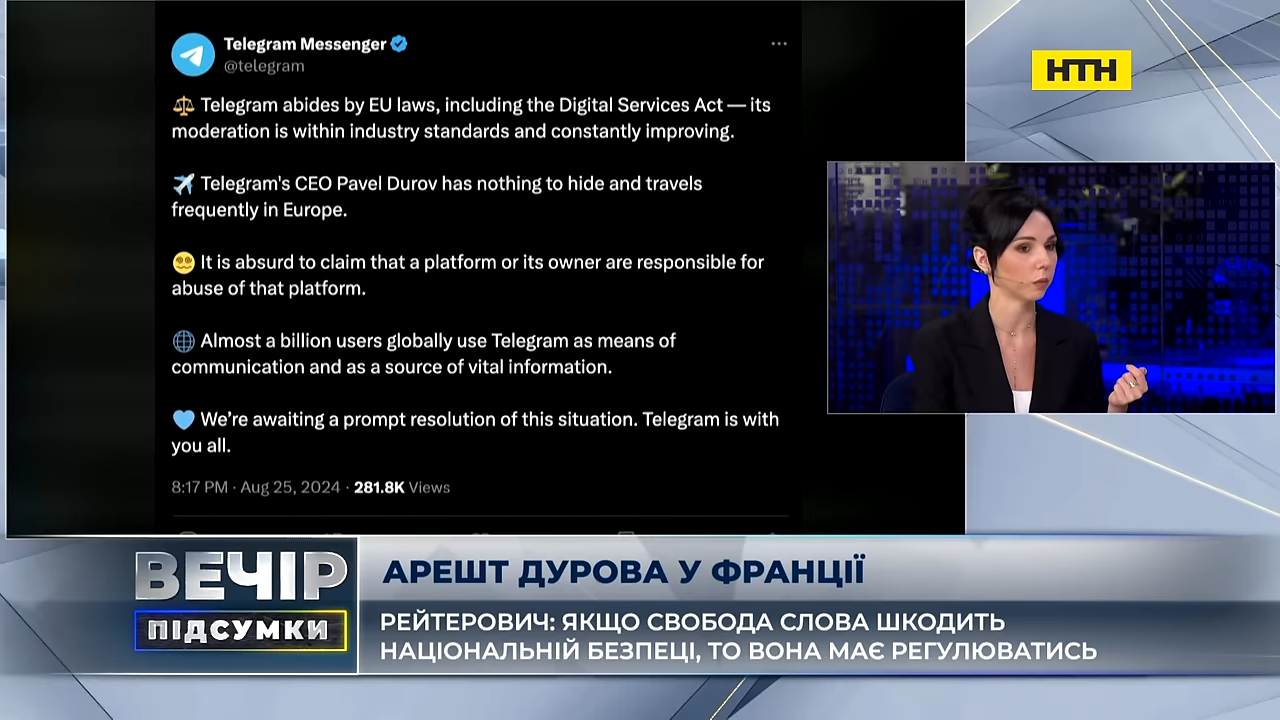 Telegram Messenger
@telegram
⚖️ Telegram abides by EU laws, including the Digital Services Act — its
moderation is within industry standards and constantly improving.
✈️ Telegram's CEO Pavel Durov has nothing to hide and travels
frequently in Europe.
😵‍💫 It is absurd to claim that a platform or its owner are responsible for
abuse of that platform.
🌐 Almost a billion users globally use Telegram as means of
communication and as a source of vital information.
🩵 We’re awaiting a prompt resolution of this situation. Telegram is with
you all.
8:17 PM · Aug 25, 2024 · 281.8K Views
НТН
ВЕЧІР
ПІДСУМКИ
АРЕШТ ДУРОВА У ФРАНЦІЇ
РЕЙТЕРОВИЧ: ЯКЩО СВОБОДА СЛОВА ШКОДИТЬ
НАЦІОНАЛЬНІЙ БЕЗПЕЦІ, ТО ВОНА МАЄ РЕГУЛЮВАТИСЬ